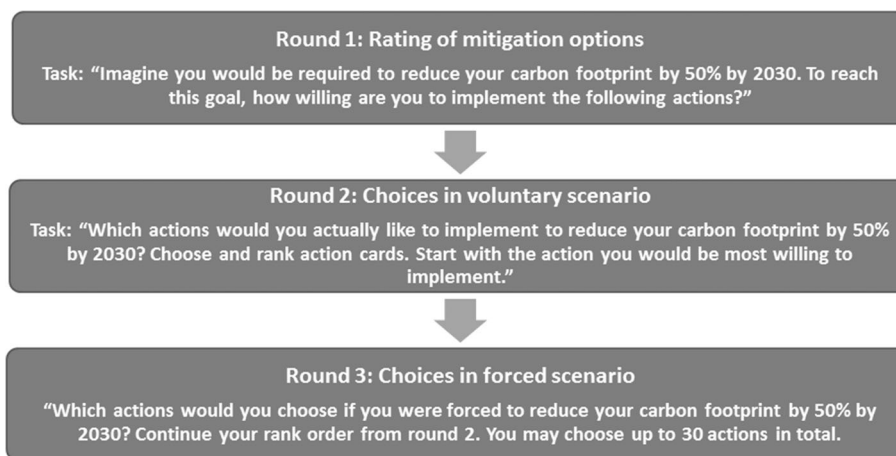 Round 1: Rating of mitigation options
Task: “Imagine you would be required to reduce your carbon footprint by 50% by 2030. To reach
this goal, how willing are you to implement the following actions?”
Round 2: Choices in voluntary scenario
Task: “Which actions would you actually like to implement to reduce your carbon footprint by 50%
by 2030? Choose and rank action cards. Start with the action you would be most willing to
implement.”
Round 3: Choices in forced scenario
“Which actions would you choose if you were forced to reduce your carbon footprint by 50% by
2030? Continue your rank order from round 2. You may choose up to 30 actions in total.